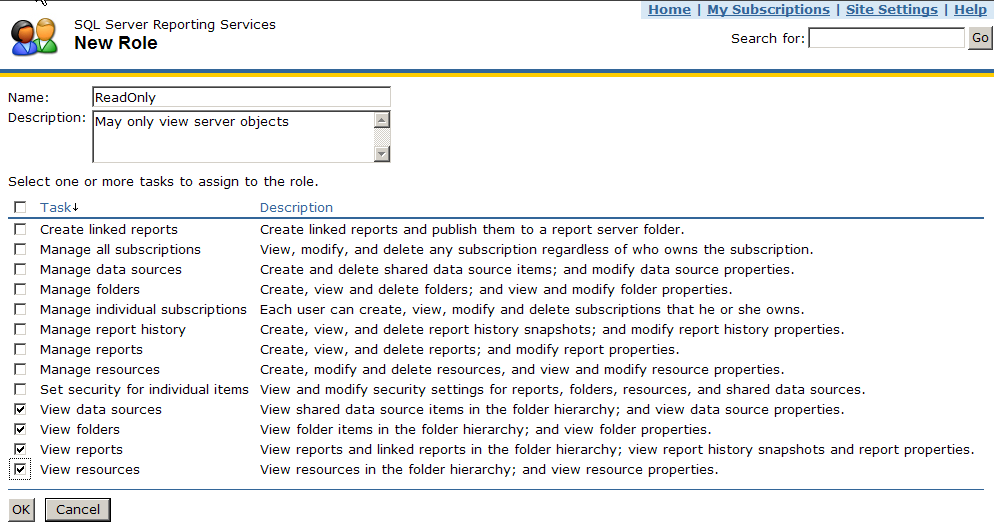 Home | My Subscriptions | Site Settings | Help
SQL Server Reporting Services
New Role
Search for: Go
Name: ReadOnly
Description: May only view server objects
Select one or more tasks to assign to the role.
Task↓ Description
Create linked reports Create linked reports and publish them to a report server folder.
Manage all subscriptions View, modify, and delete any subscription regardless of who owns the subscription.
Manage data sources Create and delete shared data source items; and modify data source properties.
Manage folders Create, view and delete folders; and view and modify folder properties.
Manage individual subscriptions Each user can create, view, modify and delete subscriptions that he or she owns.
Manage report history Create, view, and delete report history snapshots; and modify report history properties.
Manage reports Create, view, and delete reports; and modify report properties.
Manage resources Create, modify and delete resources, and view and modify resource properties.
Set security for individual items View and modify security settings for reports, folders, resources, and shared data sources.
View data sources View shared data source items in the folder hierarchy; and view data source properties.
View folders View folder items in the folder hierarchy; and view folder properties.
View reports View reports and linked reports in the folder hierarchy; view report history snapshots and report properties.
View resources View resources in the folder hierarchy; and view resource properties.
OK Cancel